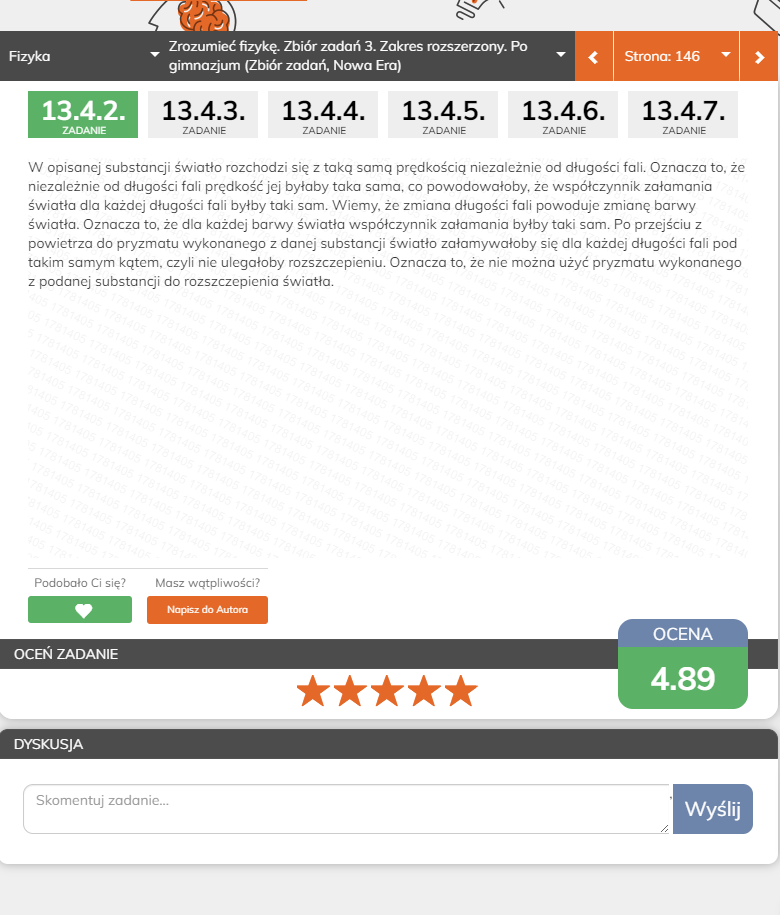 Fizyka
Zrozumieć fizykę. Zbiór zadań 3. Zakres rozszerzony. Po
gimnazjum (Zbiór zadań, Nowa Era)
Strona: 146
13.4.2. 13.4.3. 13.4.4. 13.4.5. 13.4.6. 13.4.7.
ZADANIE ZADANIE ZADANIE ZADANIE ZADANIE ZADANIE
W opisanej substancji światło rozchodzi się z taką samą prędkością niezależnie od długości fali. Oznacza to, że
niezależnie od długości fali prędkość jej byłaby taka sama, co powodowałoby, że współczynnik załamania
światła dla każdej długości fali byłby taki sam. Wiemy, że zmiana długości fali powoduje zmianę barwy
światła. Oznacza to, że dla każdej barwy światła współczynnik załamania byłby taki sam. Po przejściu z
powietrza do pryzmatu wykonanego z danej substancji światło załamywałoby się dla każdej długości fali pod
takim samym kątem, czyli nie ulegałoby rozszczepieniu. Oznacza to, że nie można użyć pryzmatu wykonanego
z podanej substancji do rozszczepienia światła.
Podobało Ci się? Masz wątpliwości?
Napisz do Autora
OCENA
OCEŃ ZADANIE
4.89
DYSKUSJA
Skomentuj zadanie...
Wyślij